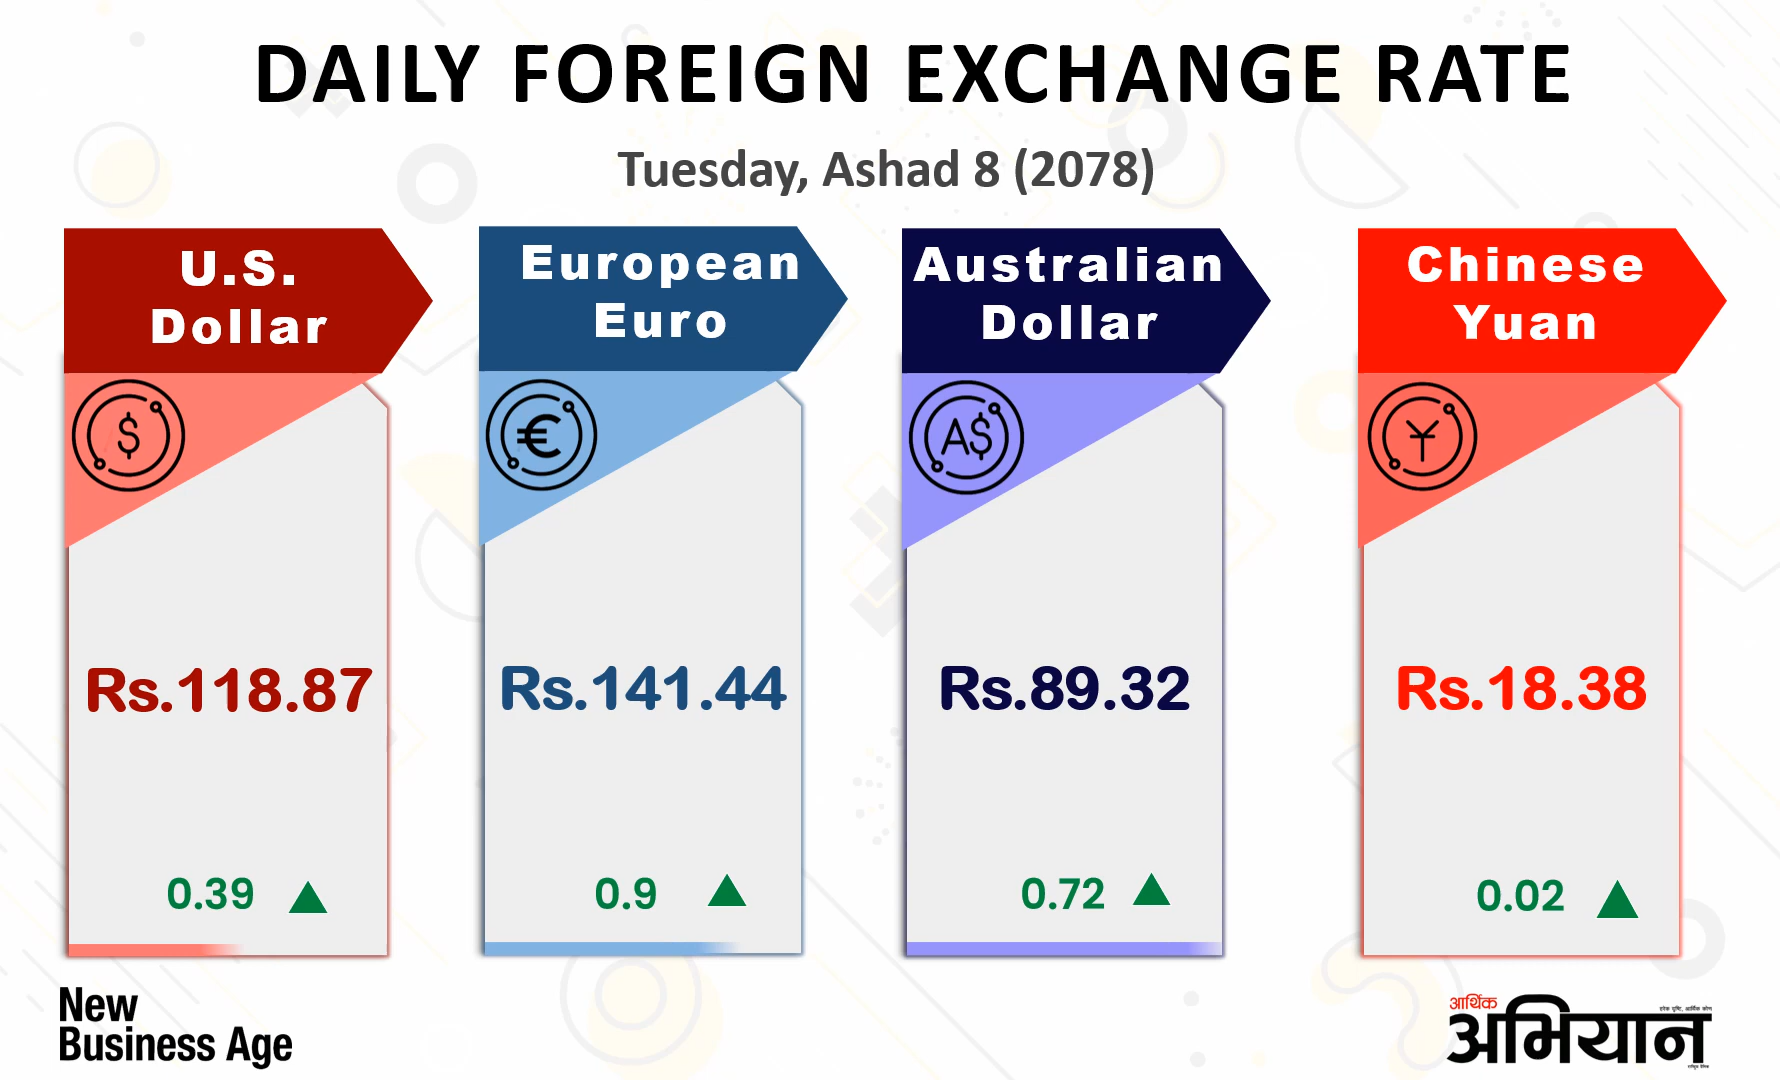 DAILY FOREIGN EXCHANGE RATE
Tuesday, Ashad 8 (2078)
U.S.
Dollar
European
Euro
Australian
Dollar
Chinese
Yuan
$
€
A$
¥
Rs.118.87
Rs.141.44
Rs.89.32
Rs.18.38
0.39
0.9
0.72
0.02
New
Business Age
आर्थिक
अभियान